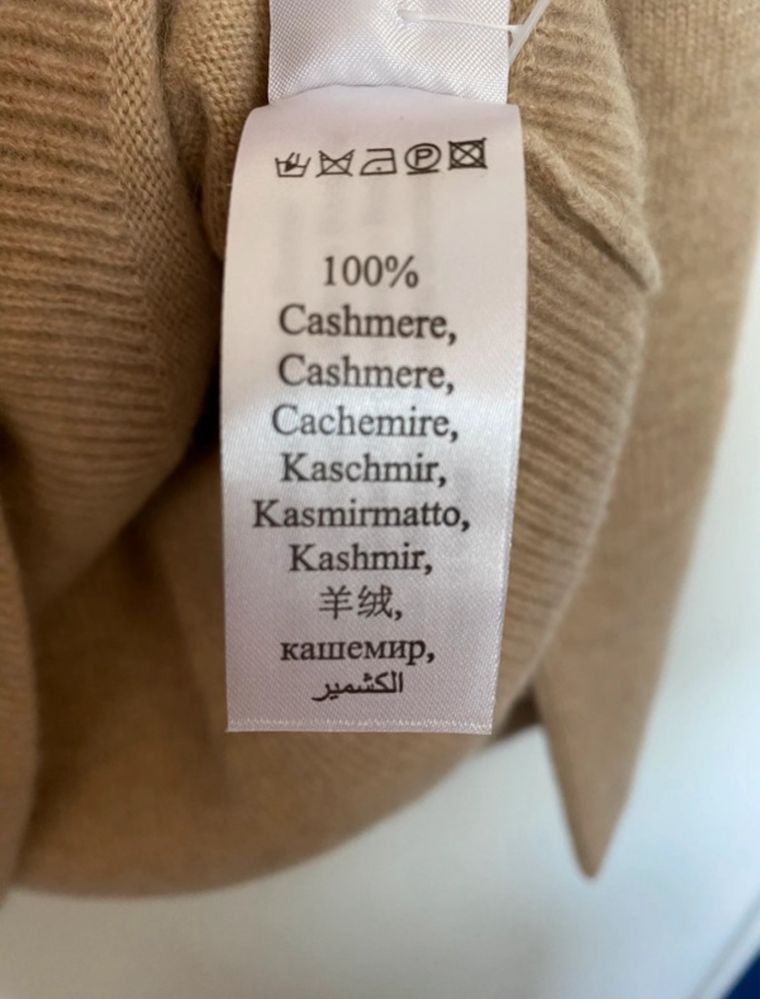 P
100%
Cashmere,
Cashmere,
Cachemire,
Kaschmir,
Kasmirmatto,
Kashmir,
羊绒,
кашемир,
الكشمير